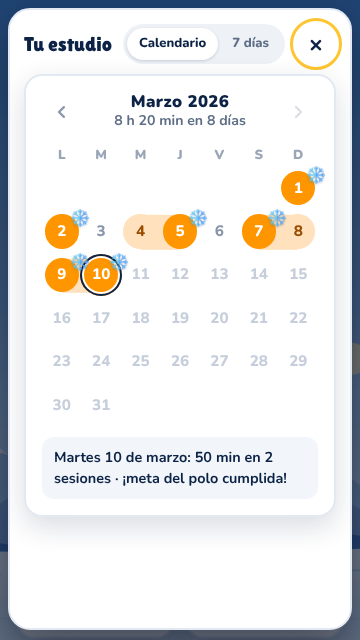 Tu estudio Calendario 7 días ×
‹ Marzo 2026 ›
8 h 20 min en 8 días
L M M J V S D
1
2 3 4 5 6 7 8
9 10 11 12 13 14 15
16 17 18 19 20 21 22
23 24 25 26 27 28 29
30 31
Martes 10 de marzo: 50 min en 2
sesiones · ¡meta del polo cumplida!